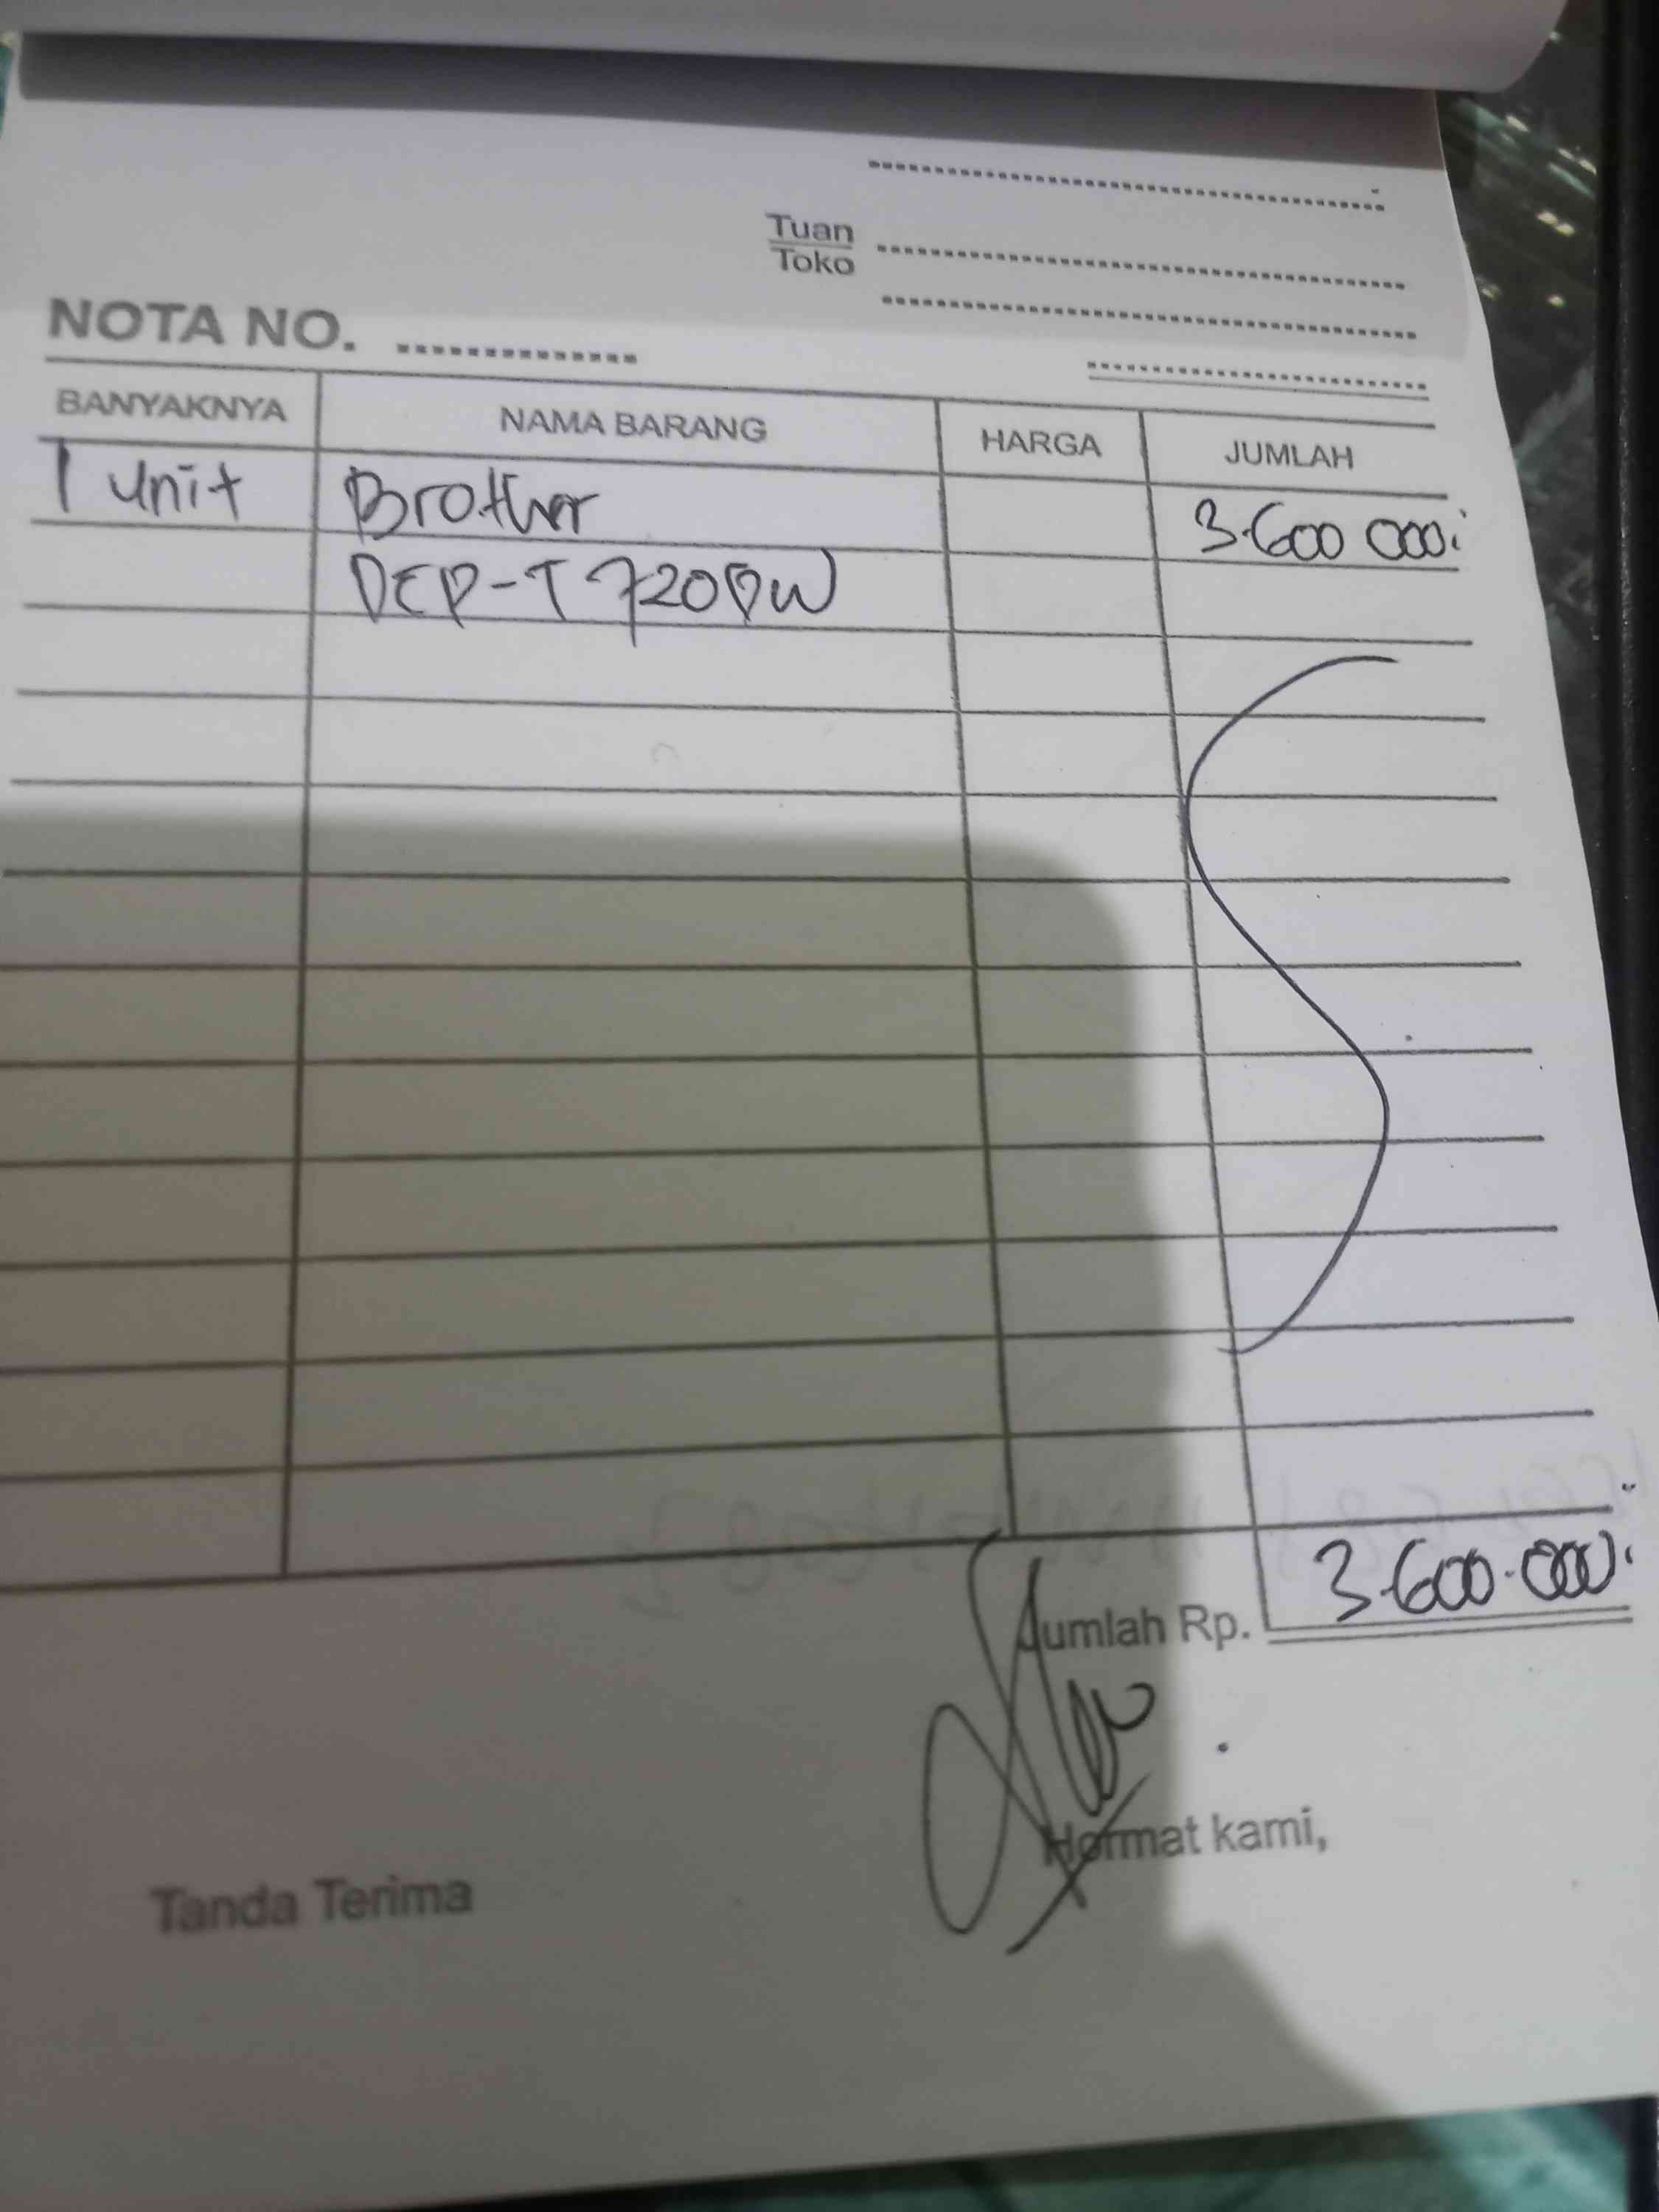 Tuan
Toko
NOTA NO.
BANYAKNYA NAMA BARANG HARGA JUMLAH
1 unit Brother 3.600 000
DCP-T720DW
Jumlah Rp. 3.600.000
Tanda Terima Hormat kami,